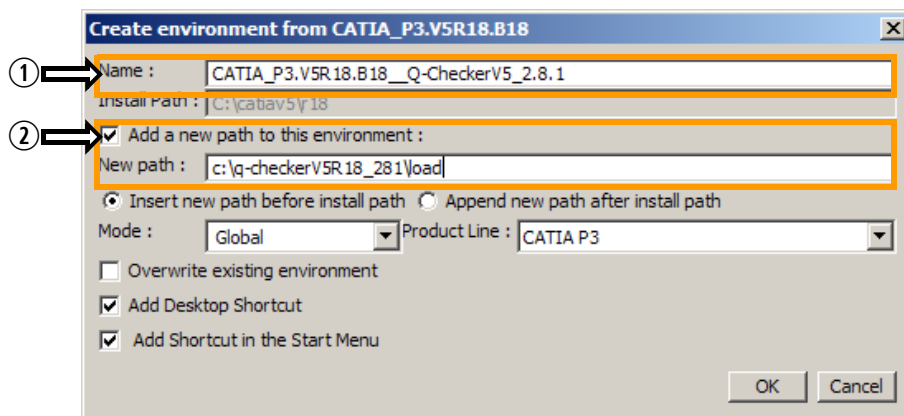 Create environment from CATIA_P3.V5R18.B18
① Name : CATIA_P3.V5R18.B18__Q-CheckerV5_2.8.1
Install Path : C:\catiav5\r18
② Add a new path to this environment :
New path : c:\q-checkerV5R18_281\load
Insert new path before install path Append new path after install path
Mode : Global Product Line : CATIA P3
Overwrite existing environment
Add Desktop Shortcut
Add Shortcut in the Start Menu
OK Cancel